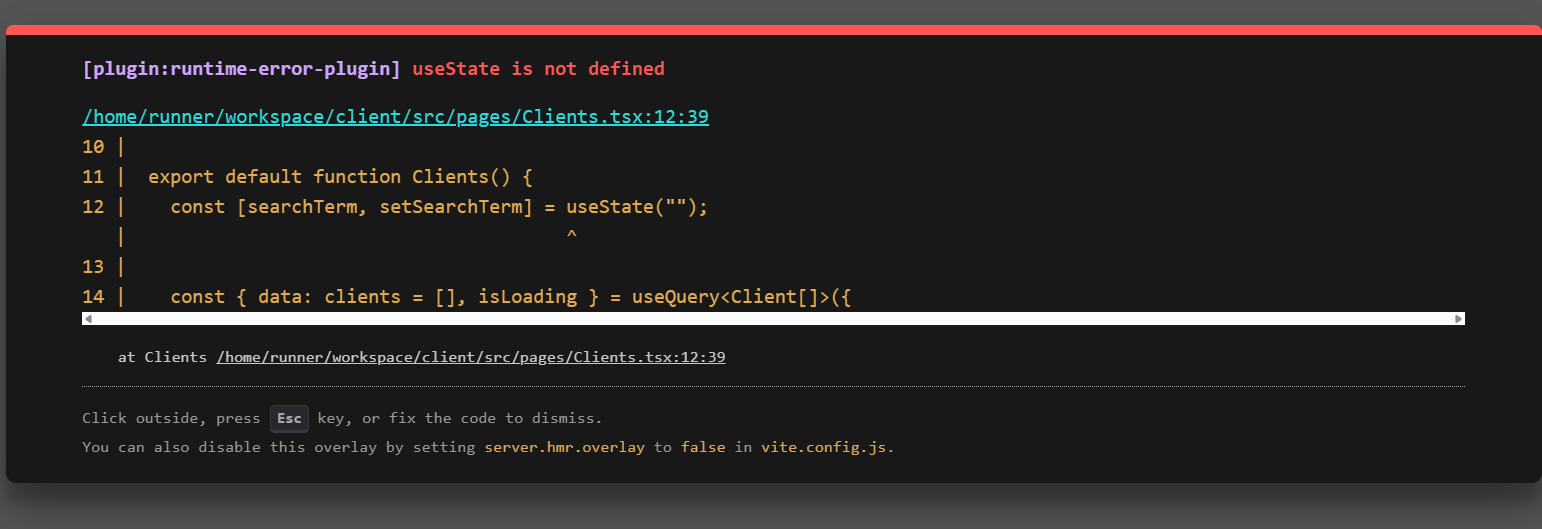 [plugin:runtime-error-plugin] useState is not defined
/home/runner/workspace/client/src/pages/Clients.tsx:12:39
10 |
11 |  export default function Clients() {
12 |    const [searchTerm, setSearchTerm] = useState("");
   |                                        ^
13 |
14 |    const { data: clients = [], isLoading } = useQuery<Client[]>({
at Clients /home/runner/workspace/client/src/pages/Clients.tsx:12:39
Click outside, press Esc key, or fix the code to dismiss.
You can also disable this overlay by setting server.hmr.overlay to false in vite.config.js.